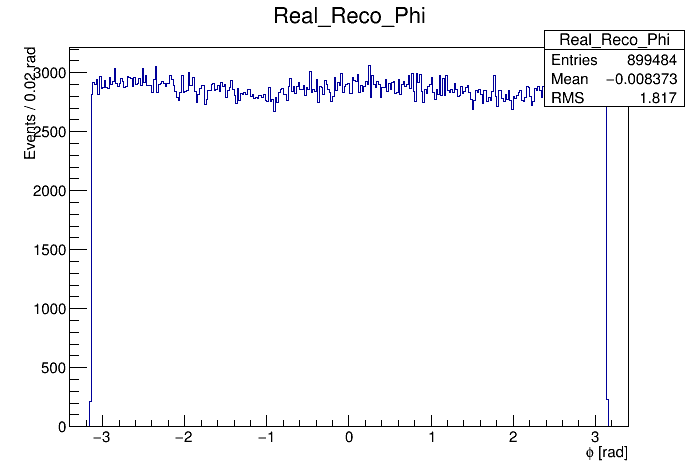 Real_Reco_Phi
Real_Reco_Phi
Entries 899484
Mean −0.008373
RMS 1.817
Events / 0.02 rad
3000
2500
2000
1500
1000
500
0
−3 −2 −1 0 1 2 3
ϕ [rad]